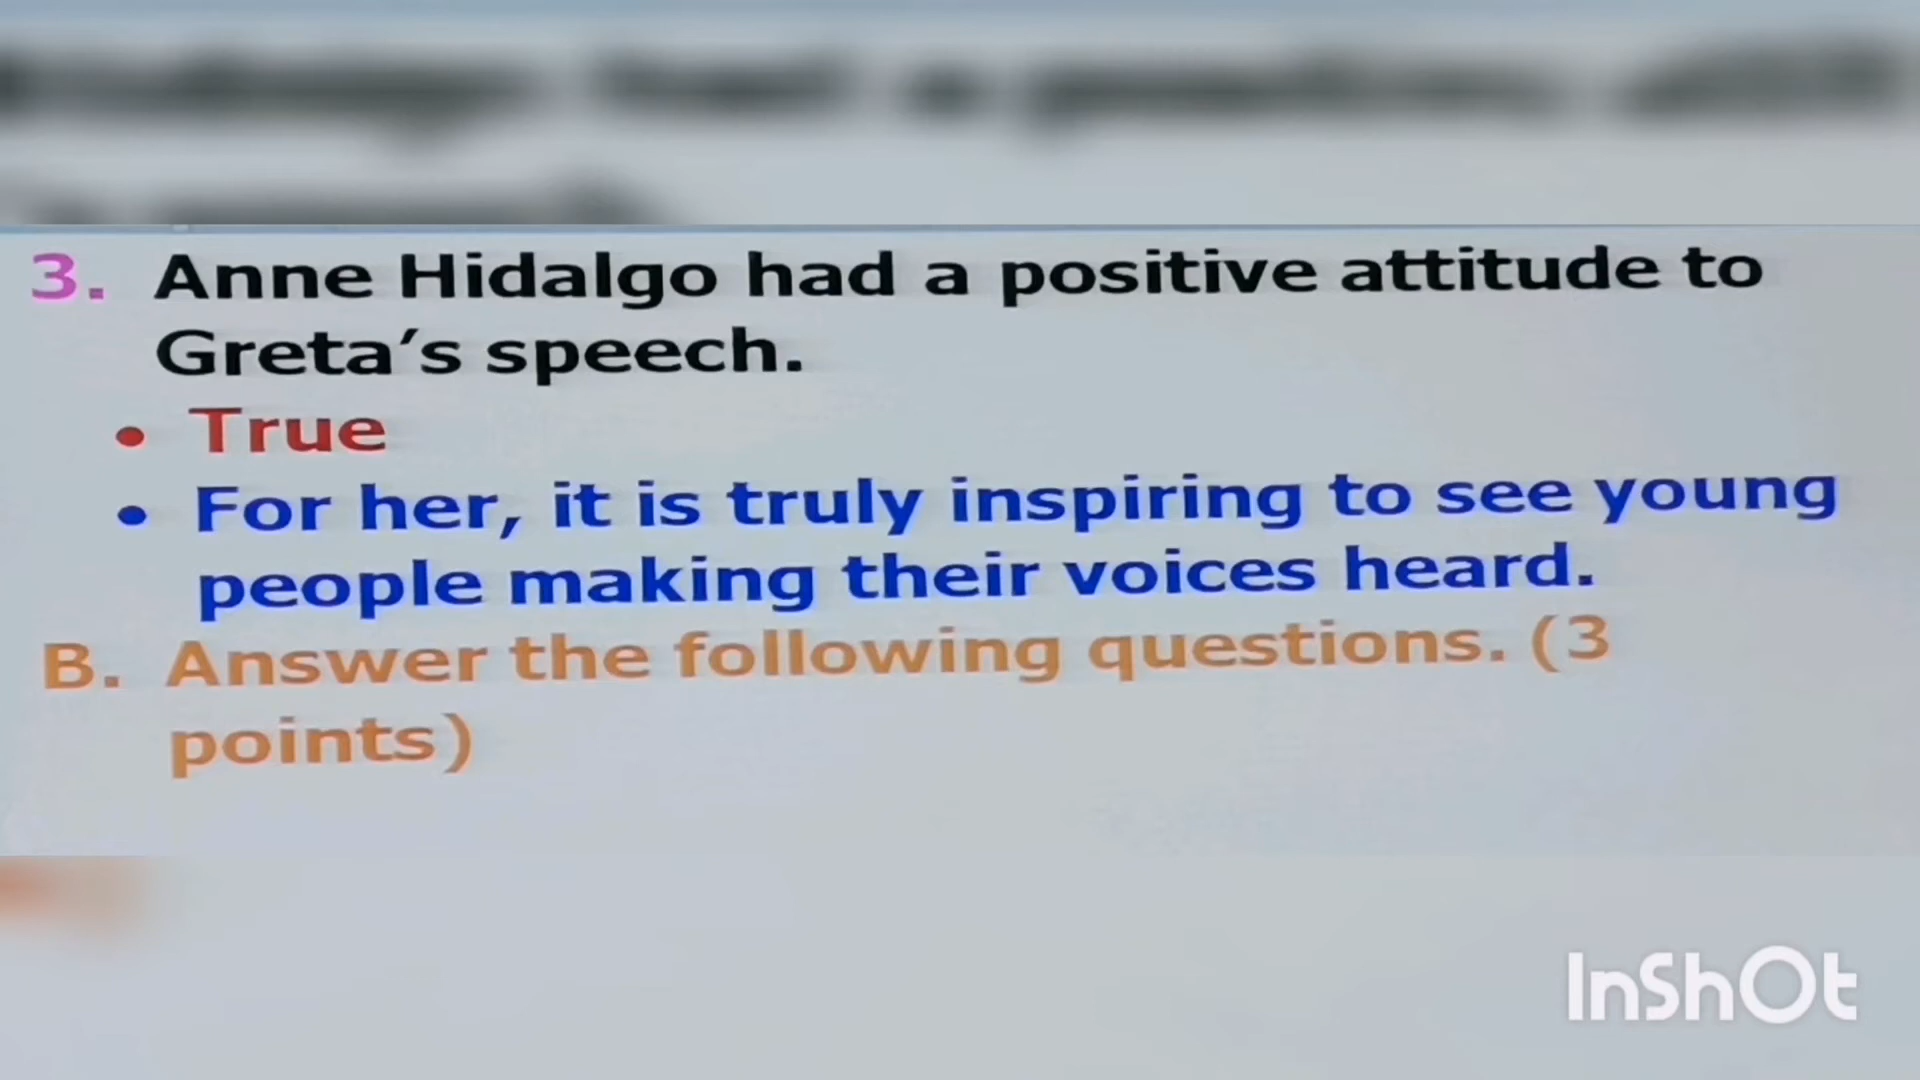 3. Anne Hidalgo had a positive attitude to
Greta's speech.
• True
• For her, it is truly inspiring to see young
people making their voices heard.
B. Answer the following questions. (3
points)
InShOt